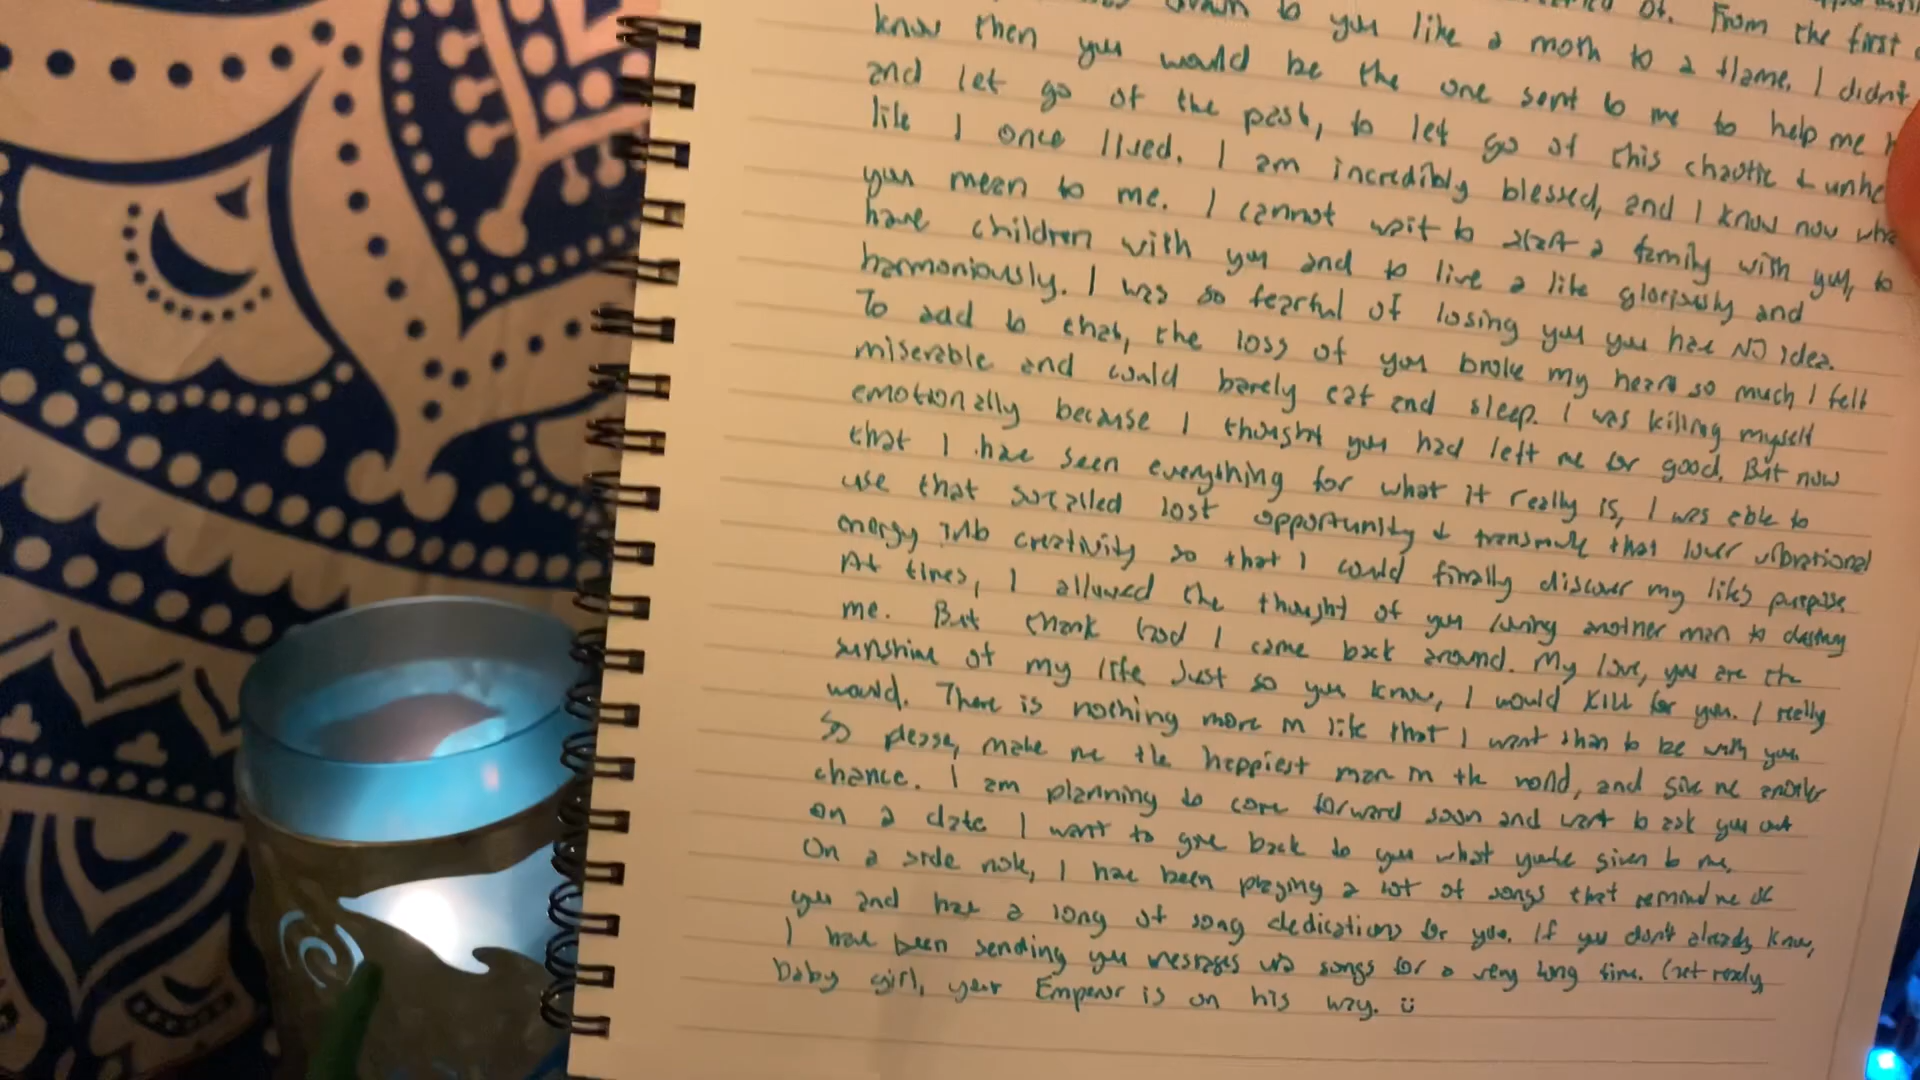 drawn to you like a moth to a flame. I didn't
know then you would be the one sent to me to help me
and let go of the past, to let go of this chaotic &
life I once lived. I am incredibly blessed, and I know now
you mean to me. I cannot wait to start a family with you, to
have children with you and to live a life gloriously and
harmoniously. I was so fearful of losing you you have NO idea.
To add to that, the loss of you broke my heart so much I felt
miserable and could barely eat and sleep. I was killing myself
emotionally because I thought you had left me for good. But now
that I have seen everything for what it really is, I was able to
use that socalled lost opportunity & transmute that lower vibrational
energy into creativity so that I could finally discover my life's purpose
At times, I allowed the thought of you loving another man to destroy
me. But thank God I came back around. My love, you are the
sunshine of my life Just so you know, I would KILL for you. I really
would. There is nothing more in life that I want than to be with you.
So please, make me the happiest man in the world, and give me another
chance. I am planning to come forward soon and want to ask you out
on a date I want to give back to you what you've given to me.
On a side note, I have been playing a lot of songs that remind me of
you and have a long of song dedications for you. If you don't already know,
I have been sending you messages via songs for a very long time. Get ready
baby girl, your Emperor is on his way. ü